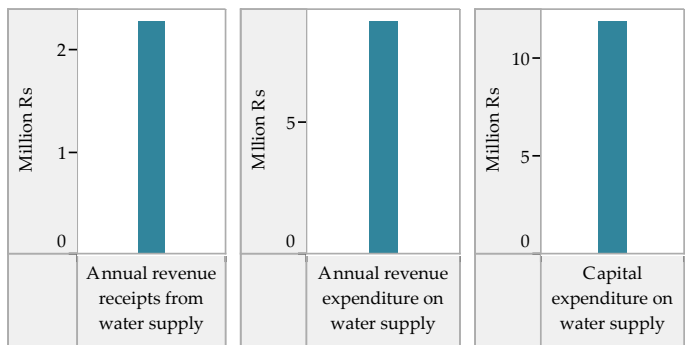 Million Rs
2
1
0
Annual revenue
receipts from
water supply
Mllion Rs
5
0
Annual revenue
expenditure on
water supply
Million Rs
10
5
0
Capital
expenditure on
water supply